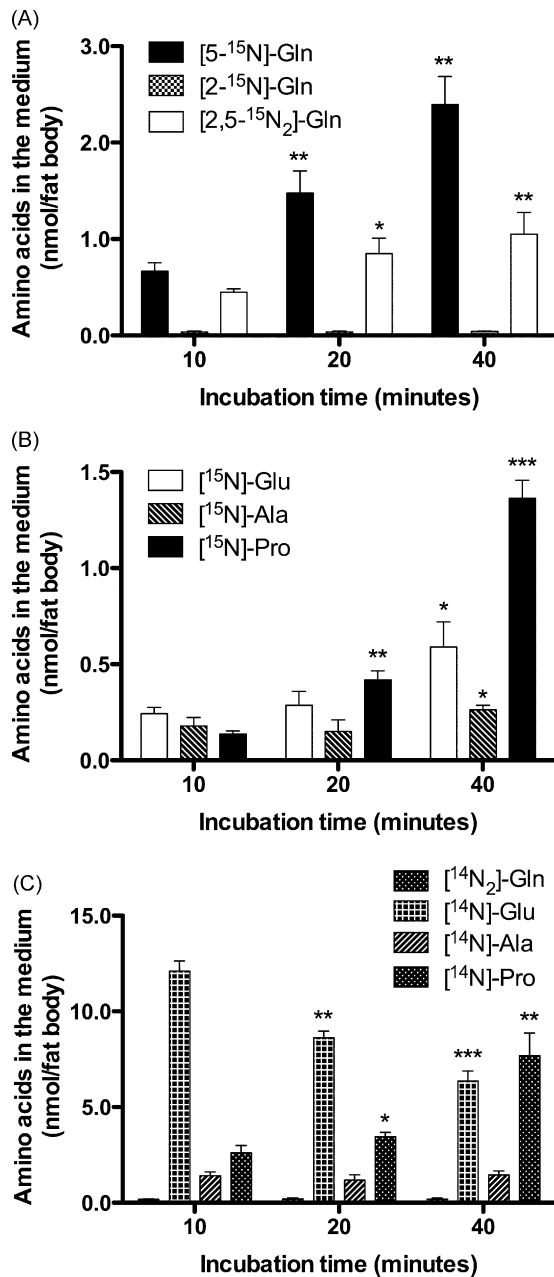 (A)
Amino acids in the medium
(nmol/fat body)
3.0
2.0
1.0
0.0
[5-¹⁵N]-Gln
[2-¹⁵N]-Gln
[2,5-¹⁵N₂]-Gln
**
*
**
**
10
20
40
Incubation time (minutes)
(B)
Amino acids in the medium
(nmol/fat body)
1.5
1.0
0.5
0.0
[¹⁵N]-Glu
[¹⁵N]-Ala
[¹⁵N]-Pro
**
*
*
***
10
20
40
Incubation time (minutes)
(C)
Amino acids in the medium
(nmol/fat body)
15.0
10.0
5.0
0.0
[¹⁴N₂]-Gln
[¹⁴N]-Glu
[¹⁴N]-Ala
[¹⁴N]-Pro
**
*
***
**
10
20
40
Incubation time (minutes)